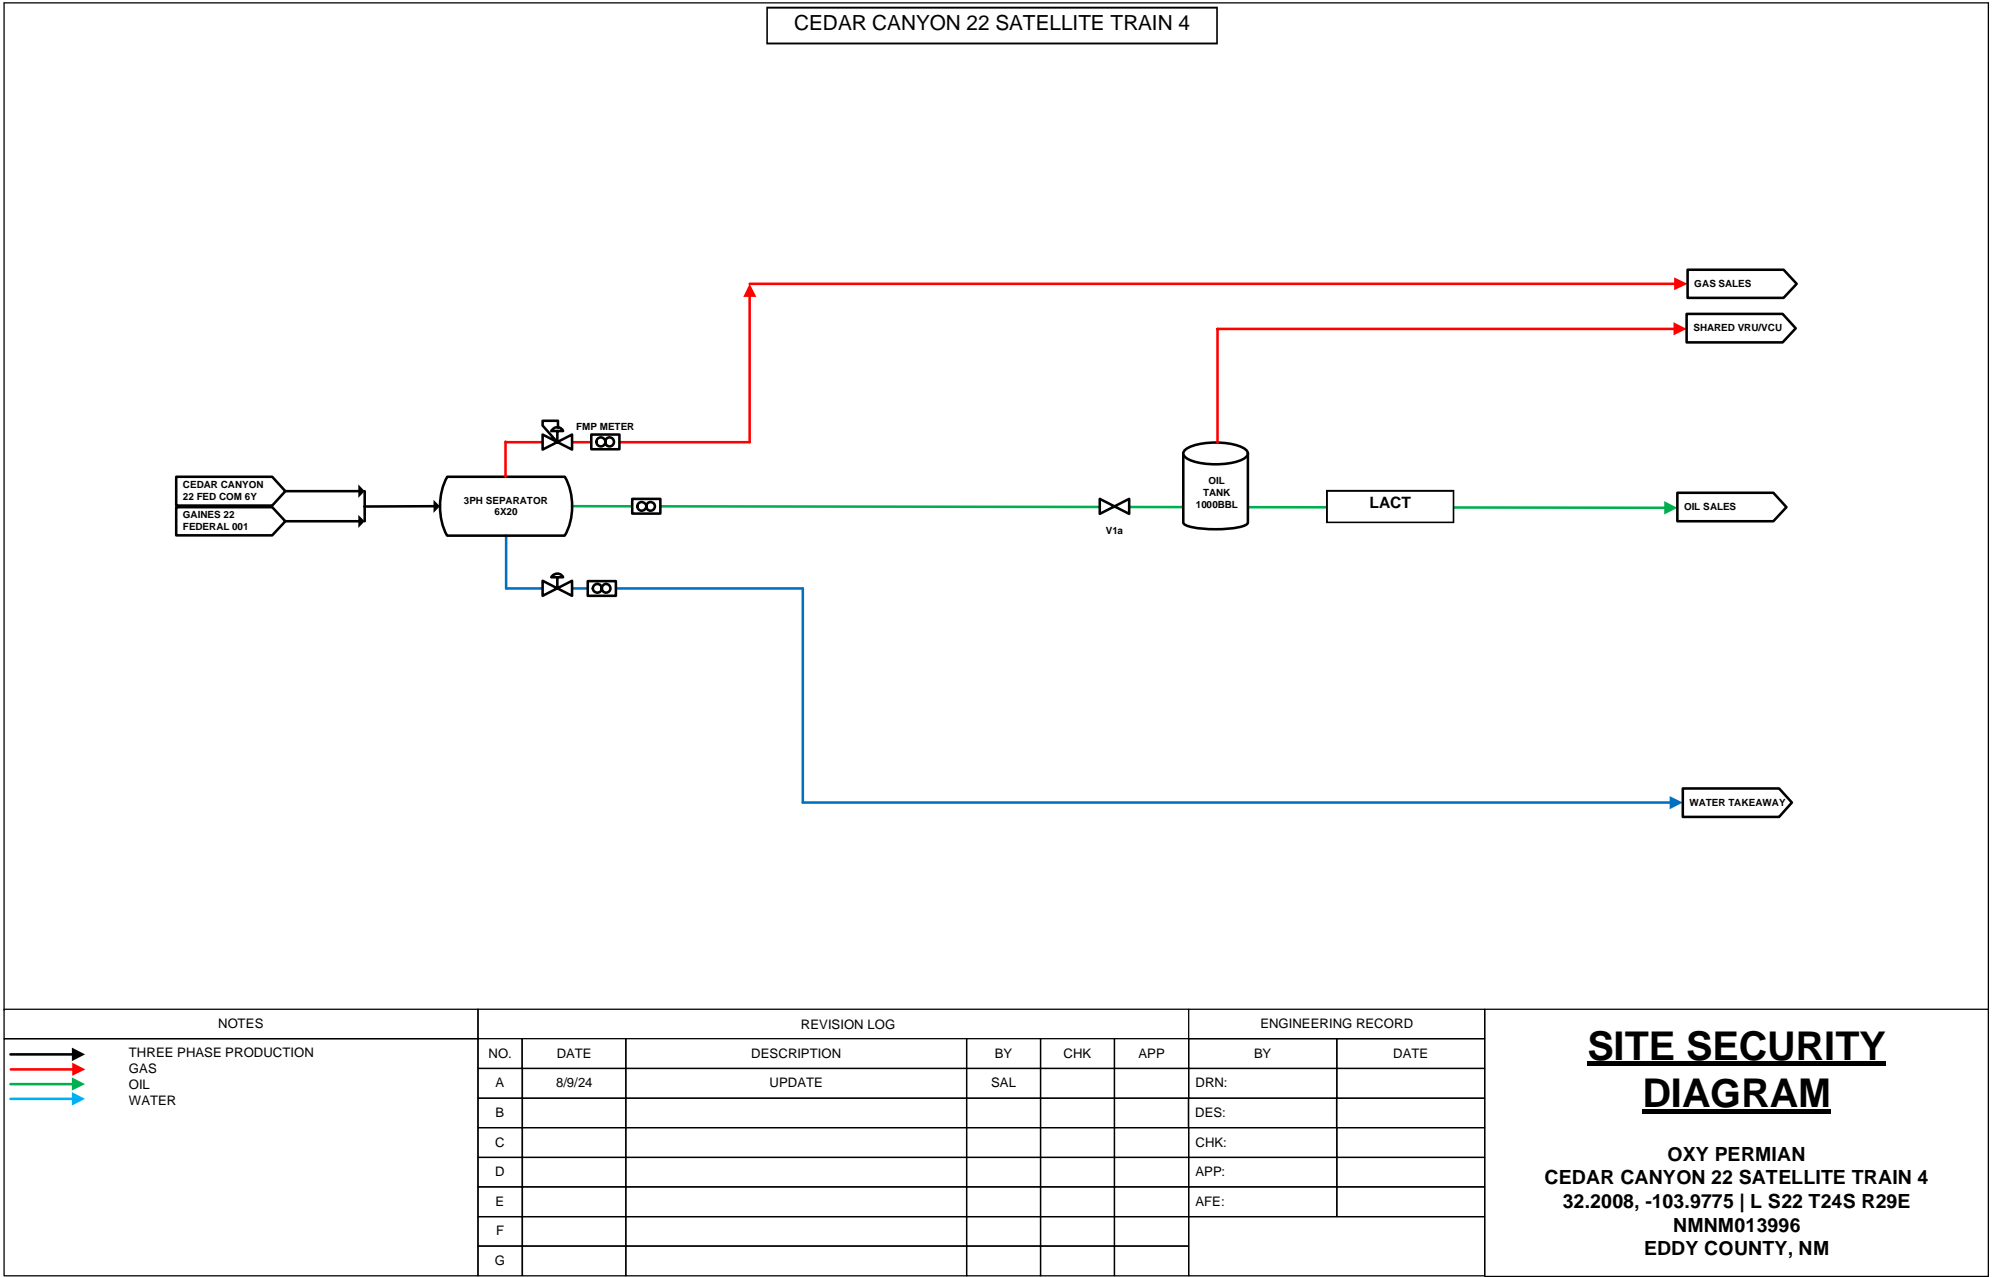 CEDAR CANYON 22 SATELLITE TRAIN 4
GAS SALES
SHARED VRU/VCU
FMP METER
CEDAR CANYON
22 FED COM 6Y
GAINES 22
FEDERAL 001
3PH SEPARATOR
6X20
V1a
OIL
TANK
1000BBL
LACT
OIL SALES
WATER TAKEAWAY
NOTES
THREE PHASE PRODUCTION
GAS
OIL
WATER
REVISION LOG
NO. DATE DESCRIPTION BY CHK APP
A 8/9/24 UPDATE SAL
B
C
D
E
F
G
ENGINEERING RECORD
BY DATE
DRN:
DES:
CHK:
APP:
AFE:
SITE SECURITY
DIAGRAM
OXY PERMIAN
CEDAR CANYON 22 SATELLITE TRAIN 4
32.2008, -103.9775 | L S22 T24S R29E
NMNM013996
EDDY COUNTY, NM